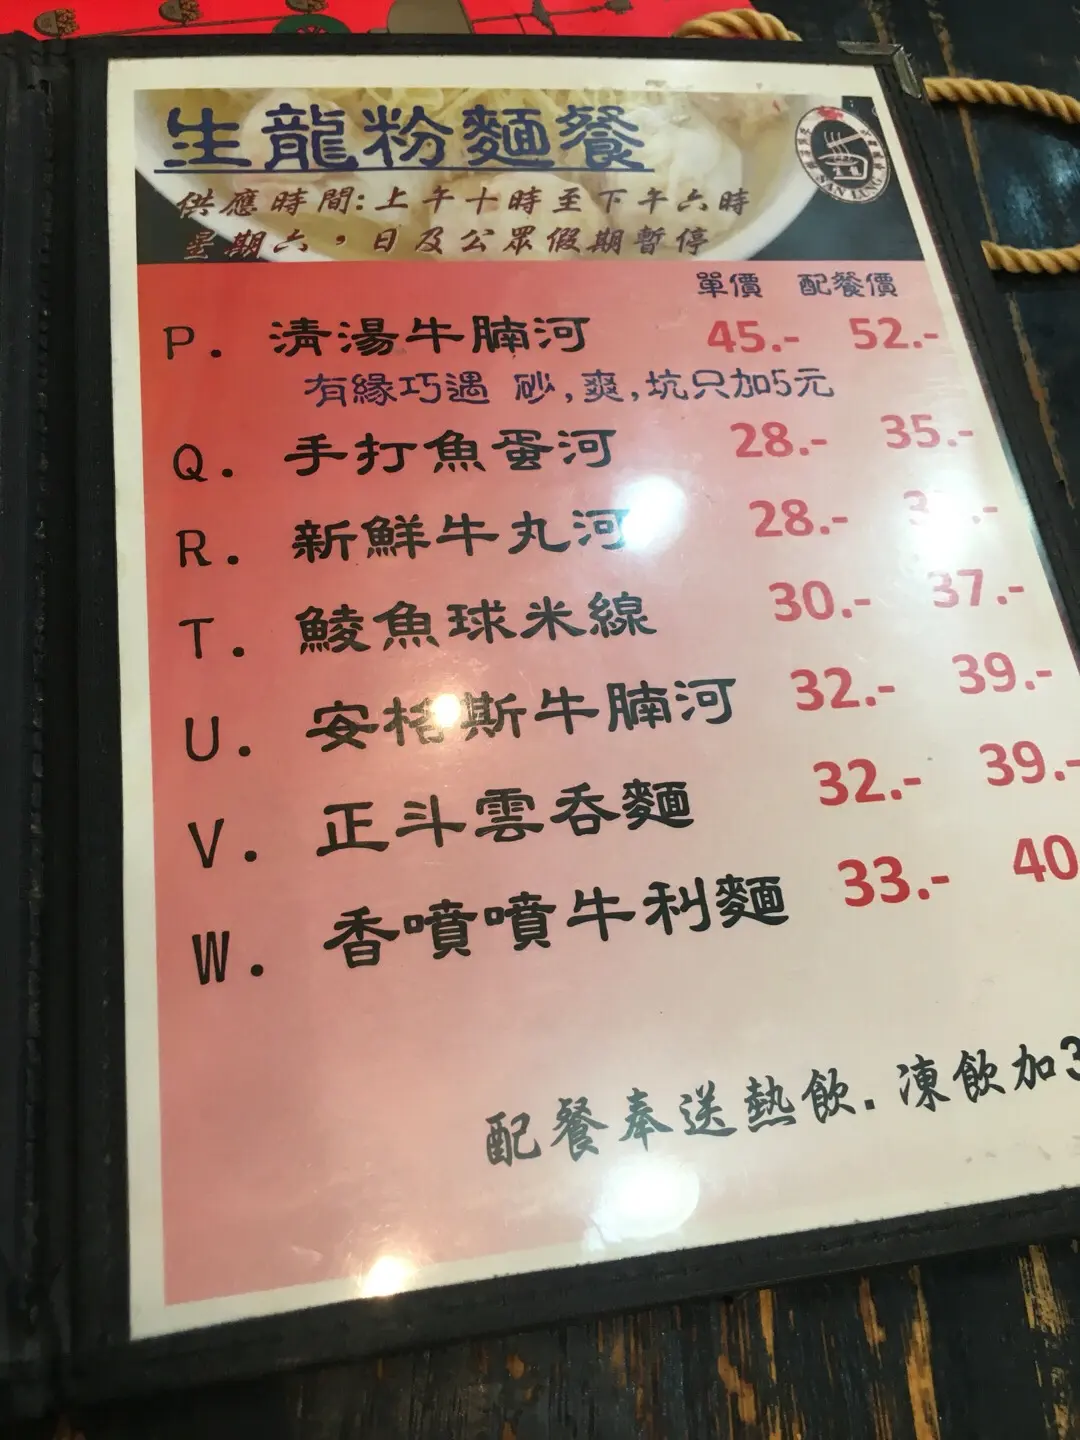 生龍粉麵餐
供應時間:上午十時至下午六時
星期六，日及公眾假期暫停
SAN LUNG
單價 配餐價
P. 清湯牛腩河 45.- 52.-
有緣巧遇 砂,爽,坑只加5元
Q. 手打魚蛋河 28.- 35.-
R. 新鮮牛丸河 28.-
T. 鯪魚球米線 30.- 37.-
U. 安格斯牛腩河 32.- 39.-
V. 正斗雲吞麵 32.- 39.-
W. 香噴噴牛利麵 33.- 40
配餐奉送熱飲.凍飲加3